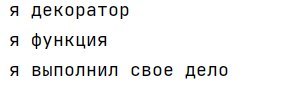 я декоратор
я функция
я выполнил свое дело